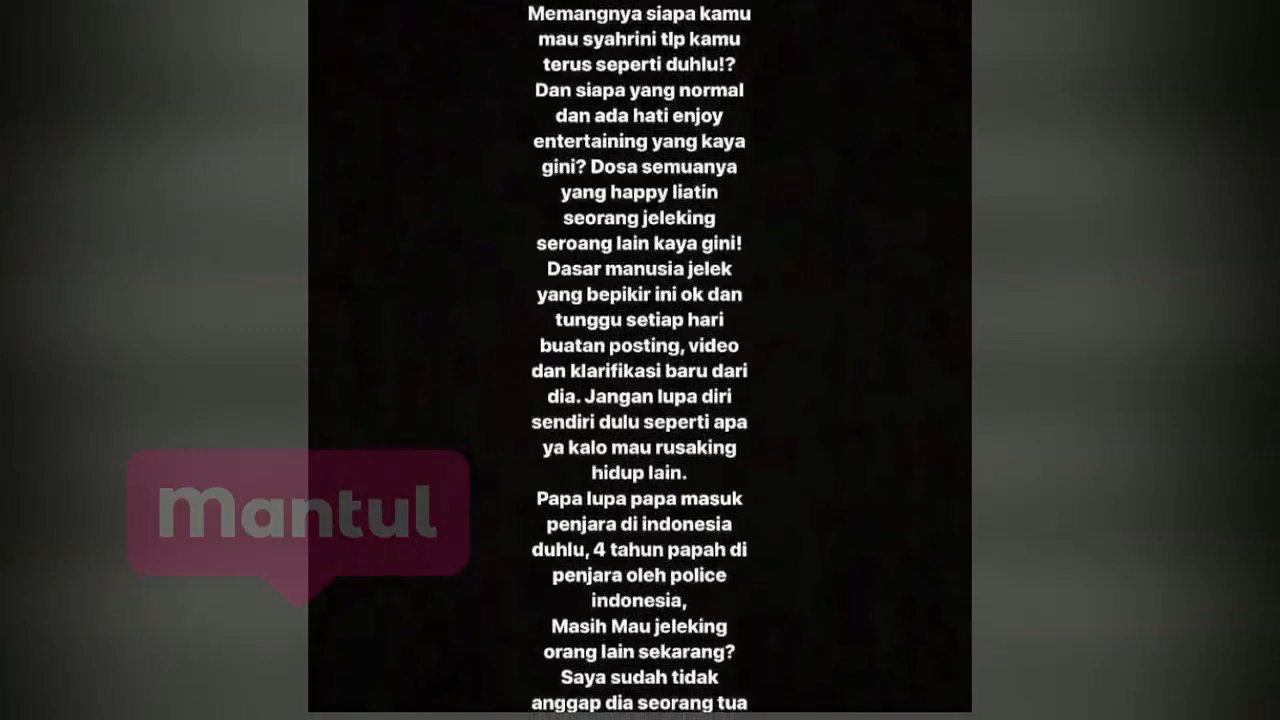 Memangnya siapa kamu
mau syahrini tlp kamu
terus seperti duhlu!?
Dan siapa yang normal
dan ada hati enjoy
entertaining yang kaya
gini? Dosa semuanya
yang happy liatin
seorang jeleking
seroang lain kaya gini!
Dasar manusia jelek
yang bepikir ini ok dan
tunggu setiap hari
buatan posting, video
dan klarifikasi baru dari
dia. Jangan lupa diri
sendiri dulu seperti apa
ya kalo mau rusaking
hidup lain.
Papa lupa papa masuk
penjara di indonesia
duhlu, 4 tahun papah di
penjara oleh police
indonesia,
Masih Mau jeleking
orang lain sekarang?
Saya sudah tidak
anggap dia seorang tua
mantul